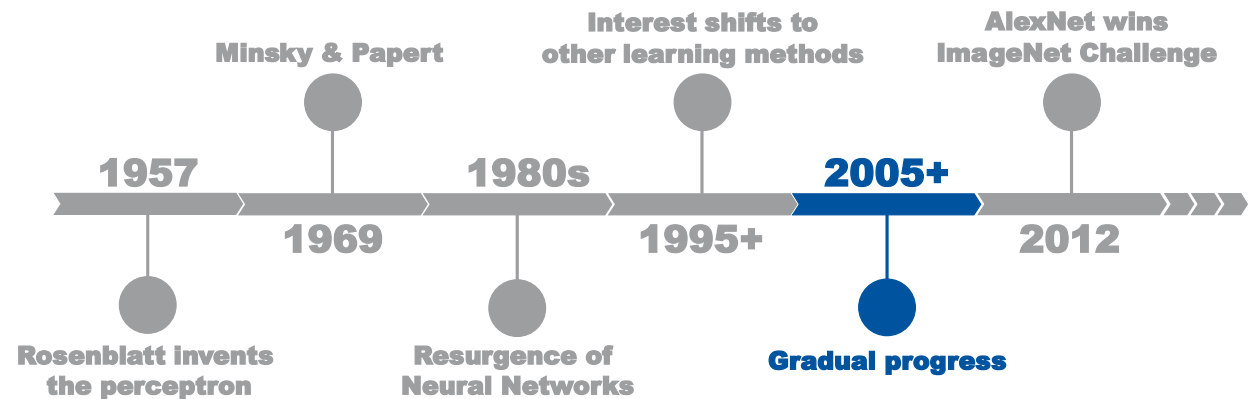 1957
Rosenblatt invents
the perceptron
Minsky & Papert
1969
1980s
Resurgence of
Neural Networks
Interest shifts to
other learning methods
1995+
2005+
Gradual progress
AlexNet wins
ImageNet Challenge
2012